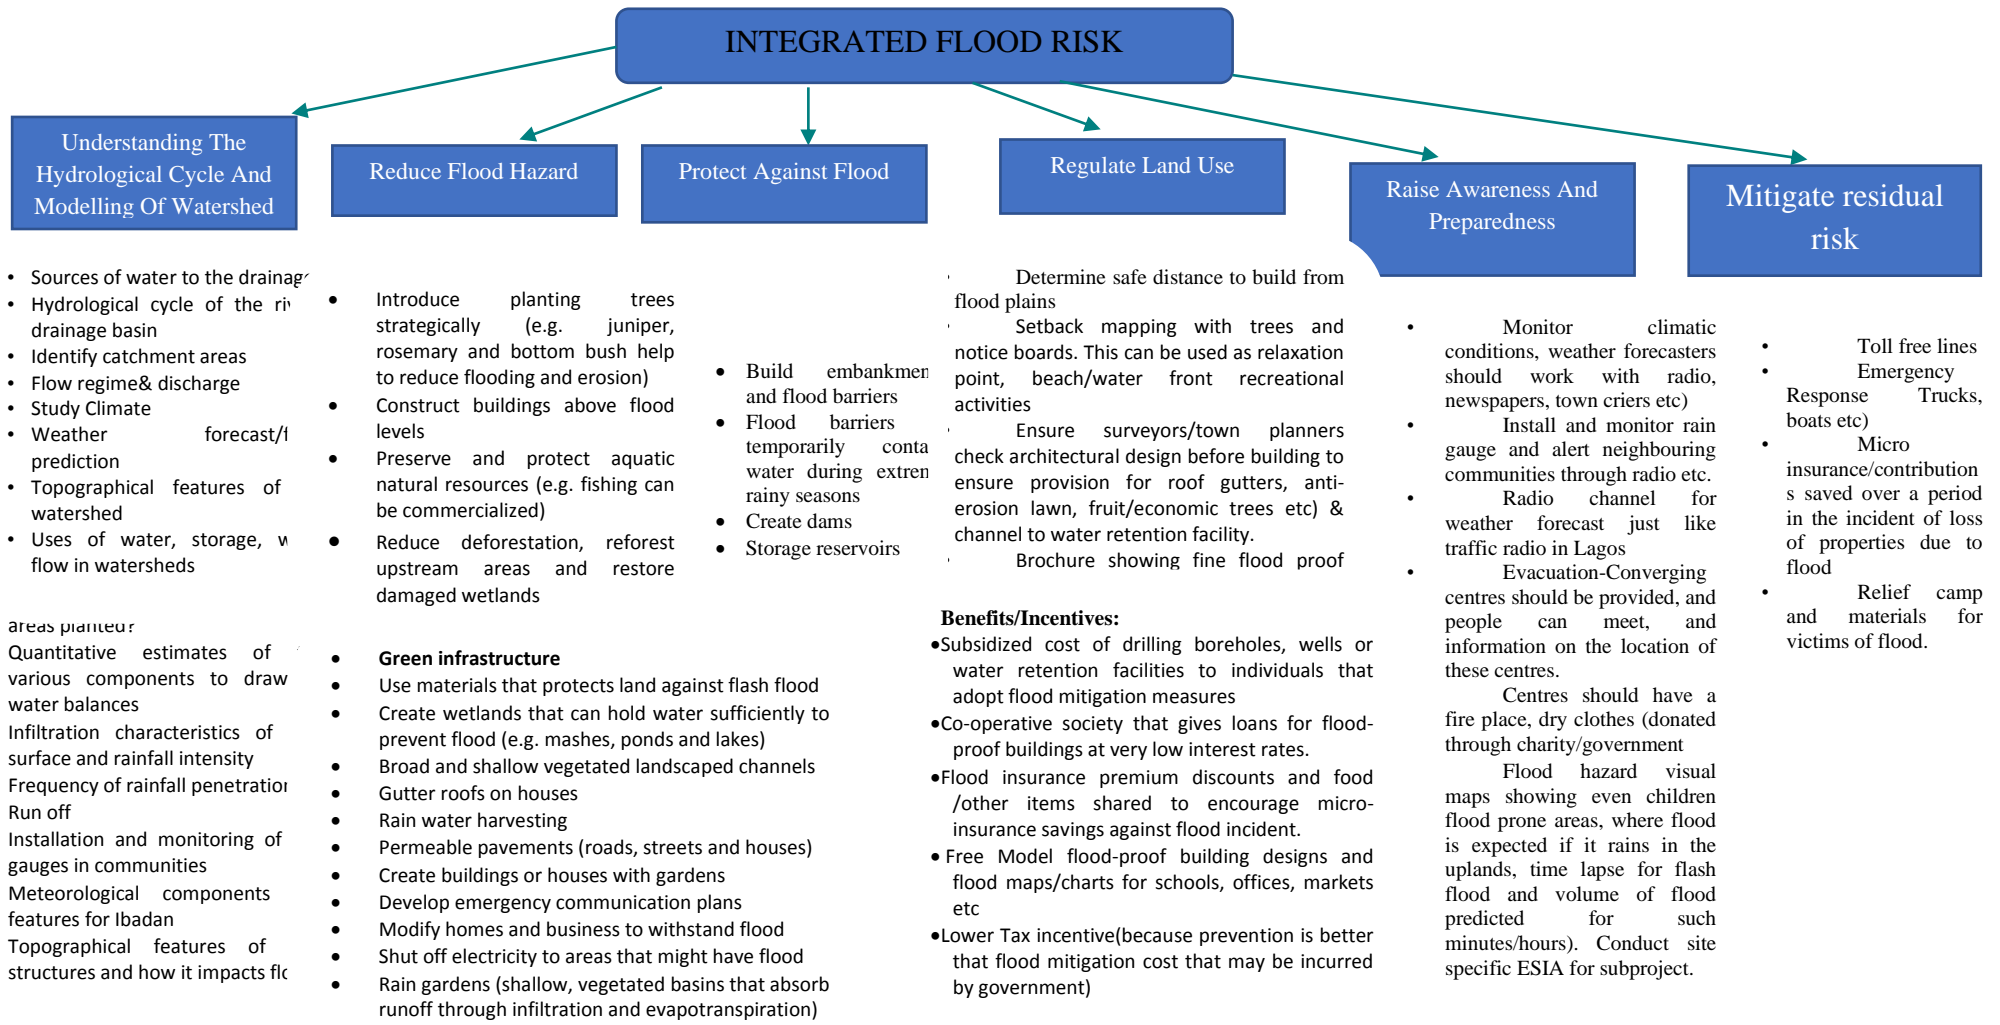 INTEGRATED FLOOD RISK
Understanding The
Hydrological Cycle And
Modelling Of Watershed
Reduce Flood Hazard
Protect Against Flood
Regulate Land Use
Raise Awareness And
Preparedness
Mitigate residual
risk
• Sources of water to the drainage
• Hydrological cycle of the
drainage basin
• Identify catchment areas
• Flow regime& discharge
• Study Climate
• Weather forecast/
prediction
• Topographical features of
watershed
• Uses of water, storage,
flow in watersheds
areas planted?
Quantitative estimates of
various components to draw
water balances
Infiltration characteristics of
surface and rainfall intensity
Frequency of rainfall penetration
Run off
Installation and monitoring of
gauges in communities
Meteorological components
features for Ibadan
Topographical features of
structures and how it impacts
• Introduce planting trees
strategically (e.g. juniper,
rosemary and bottom bush help
to reduce flooding and erosion)
• Construct buildings above flood
levels
• Preserve and protect aquatic
natural resources (e.g. fishing can
be commercialized)
• Reduce deforestation, reforest
upstream areas and restore
damaged wetlands
• Green infrastructure
• Use materials that protects land against flash flood
• Create wetlands that can hold water sufficiently to
prevent flood (e.g. mashes, ponds and lakes)
• Broad and shallow vegetated landscaped channels
• Gutter roofs on houses
• Rain water harvesting
• Permeable pavements (roads, streets and houses)
• Create buildings or houses with gardens
• Develop emergency communication plans
• Modify homes and business to withstand flood
• Shut off electricity to areas that might have flood
• Rain gardens (shallow, vegetated basins that absorb
runoff through infiltration and evapotranspiration)
• Build embankmen
and flood barriers
• Flood barriers
temporarily conta
water during extrem
rainy seasons
• Create dams
• Storage reservoirs
• Determine safe distance to build from
flood plains
• Setback mapping with trees and
notice boards. This can be used as relaxation
point, beach/water front recreational
activities
• Ensure surveyors/town planners
check architectural design before building to
ensure provision for roof gutters, anti-
erosion lawn, fruit/economic trees etc) &
channel to water retention facility.
• Brochure showing fine flood proof
Benefits/Incentives:
•Subsidized cost of drilling boreholes, wells or
water retention facilities to individuals that
adopt flood mitigation measures
•Co-operative society that gives loans for flood-
proof buildings at very low interest rates.
•Flood insurance premium discounts and food
/other items shared to encourage micro-
insurance savings against flood incident.
• Free Model flood-proof building designs and
flood maps/charts for schools, offices, markets
etc
•Lower Tax incentive(because prevention is better
that flood mitigation cost that may be incurred
by government)
• Monitor climatic
conditions, weather forecasters
should work with radio,
newspapers, town criers etc)
• Install and monitor rain
gauge and alert neighbouring
communities through radio etc.
• Radio channel for
weather forecast just like
traffic radio in Lagos
• Evacuation-Converging
centres should be provided, and
people can meet, and
information on the location of
these centres.
Centres should have a
fire place, dry clothes (donated
through charity/government
Flood hazard visual
maps showing even children
flood prone areas, where flood
is expected if it rains in the
uplands, time lapse for flash
flood and volume of flood
predicted for such
minutes/hours). Conduct site
specific ESIA for subproject.
• Toll free lines
• Emergency
Response Trucks,
boats etc)
• Micro
insurance/contribution
s saved over a period
in the incident of loss
of properties due to
flood
• Relief camp
and materials for
victims of flood.